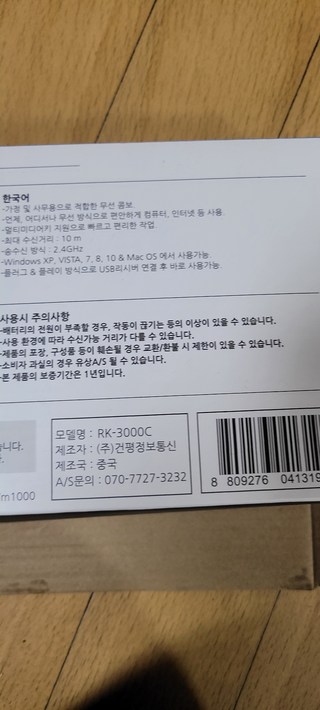 한국어
-가정 및 사무용으로 적합한 무선 콤보.
-언제, 어디서나 무선 방식으로 편안하게 컴퓨터, 인터넷 등 사용.
-멀티미디어키 지원으로 빠르고 편리한 작업.
-최대 수신거리 : 10 m
-송수신 방식 : 2.4GHz
-Windows XP, VISTA, 7, 8, 10 & Mac OS 에서 사용가능.
-플러그 & 플레이 방식으로 USB리시버 연결 후 바로 사용가능.
사용시 주의사항
-배터리의 전원이 부족할 경우, 작동이 끊기는 등의 이상이 있을 수 있습니다.
-사용 환경에 따라 수신가능 거리가 다를 수 있습니다.
-제품의 포장, 구성품 등이 훼손될 경우 교환/환불 시 제한이 있을 수 있습니다.
-소비자 과실의 경우 유상A/S 될 수 있습니다.
-본 제품의 보증기간은 1년입니다.
니다.
m1000
모델명 : RK-3000C
제조자 : (주)건평정보통신
제조국 : 중국
A/S문의 : 070-7727-3232
8 809276 041319